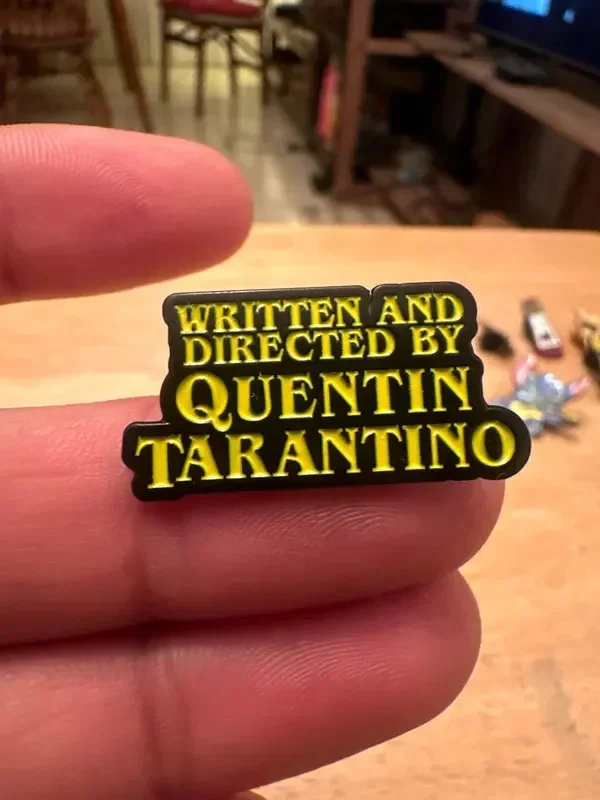 WRITTEN AND
DIRECTED BY
QUENTIN
TARANTINO